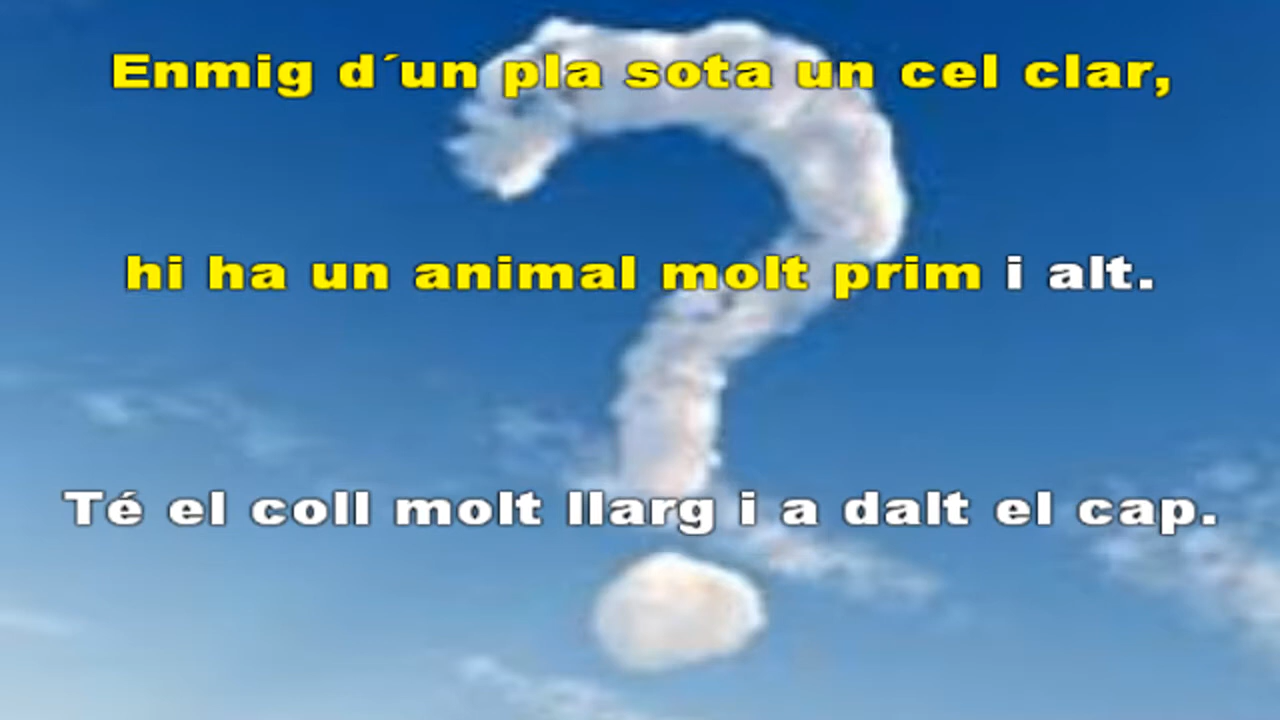 Enmig d´un pla sota un cel clar,
hi ha un animal molt prim i alt.
Té el coll molt llarg i a dalt el cap.